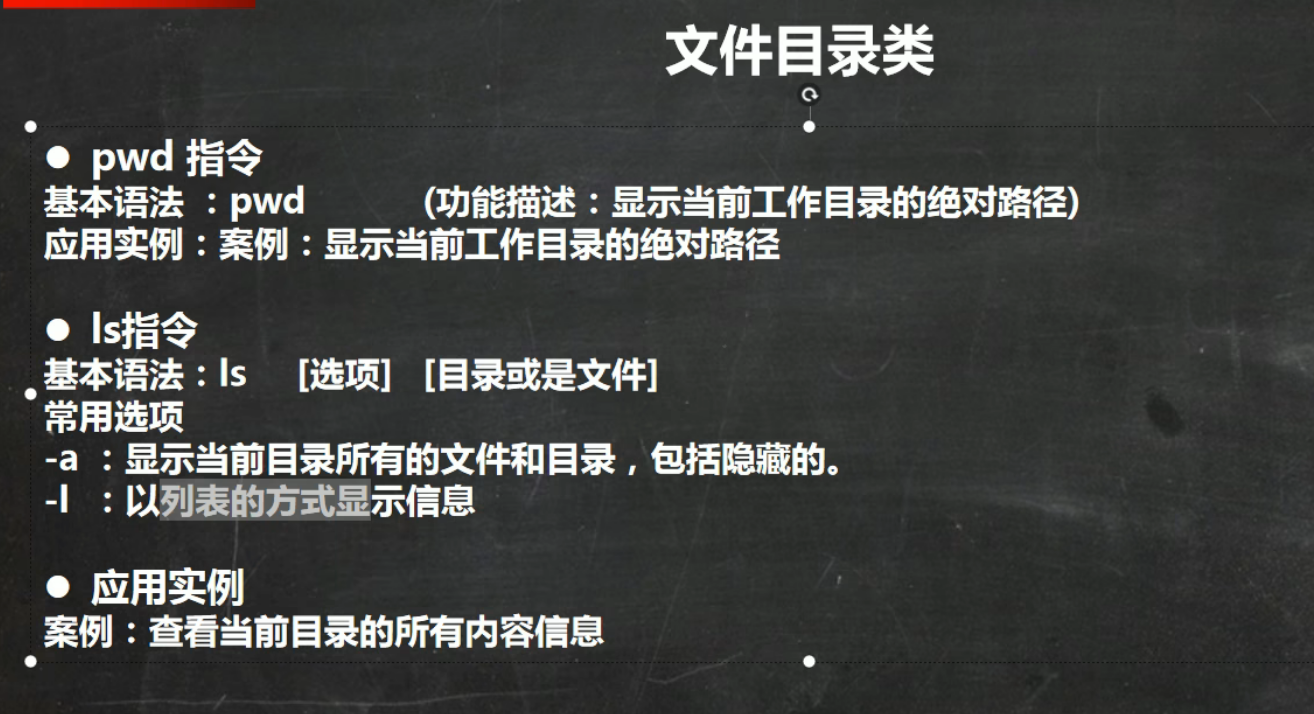 文件目录类
● pwd 指令
基本语法 ：pwd (功能描述：显示当前工作目录的绝对路径)
应用实例：案例：显示当前工作目录的绝对路径
● ls指令
基本语法：ls [选项] [目录或是文件]
常用选项
-a ：显示当前目录所有的文件和目录，包括隐藏的。
-l ：以列表的方式显示信息
● 应用实例
案例：查看当前目录的所有内容信息